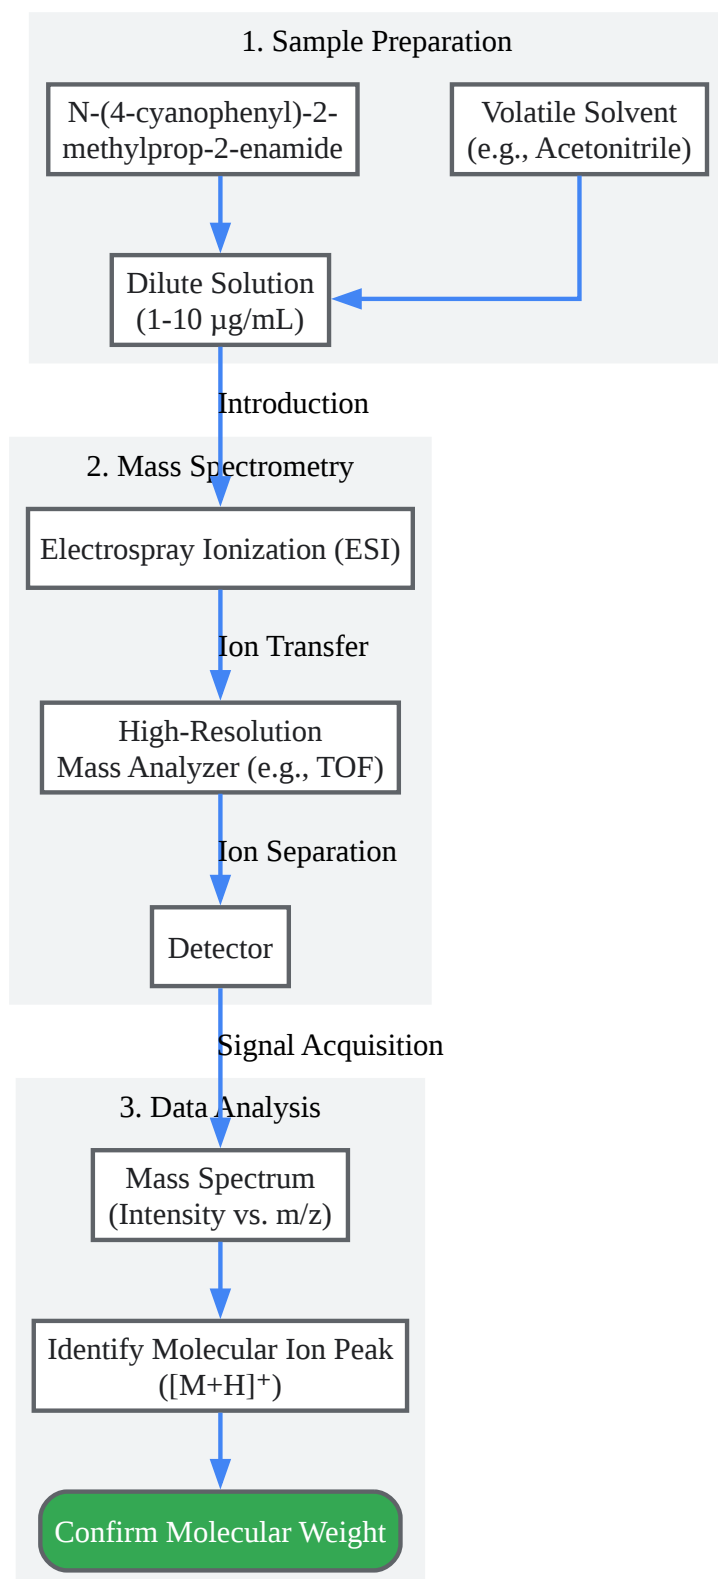 1. Sample Preparation
N-(4-cyanophenyl)-2-
methylprop-2-enamide
Volatile Solvent
(e.g., Acetonitrile)
Dilute Solution
(1-10 µg/mL)
Introduction
2. Mass Spectrometry
Electrospray Ionization (ESI)
Ion Transfer
High-Resolution
Mass Analyzer (e.g., TOF)
Ion Separation
Detector
Signal Acquisition
3. Data Analysis
Mass Spectrum
(Intensity vs. m/z)
Identify Molecular Ion Peak
([M+H]⁺)
Confirm Molecular Weight